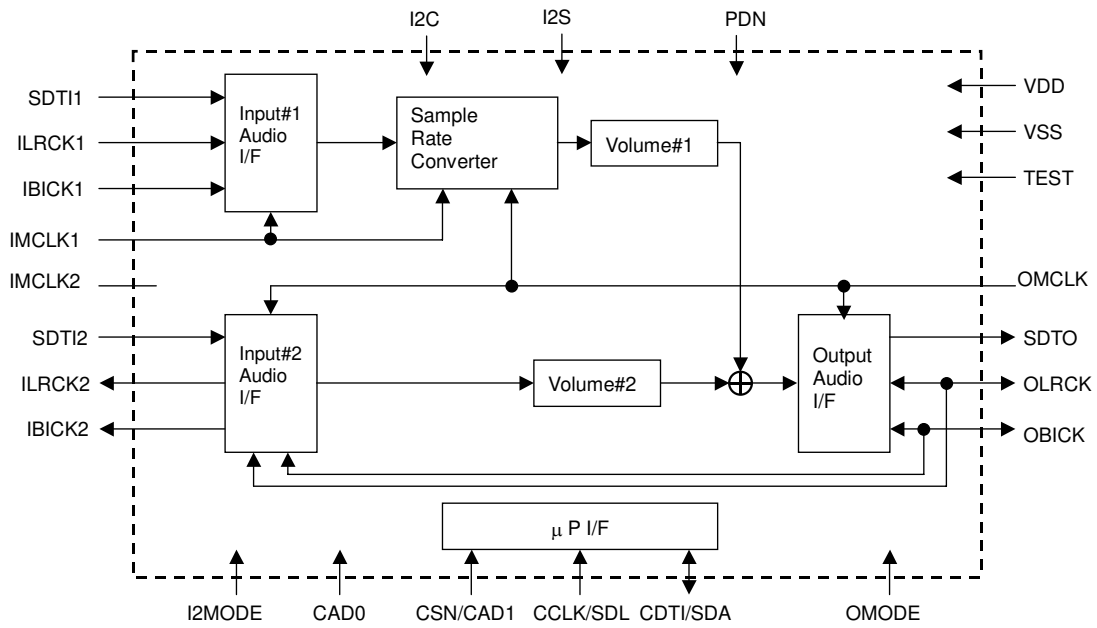 I2C
I2S
PDN
SDTI1
ILRCK1
IBICK1
IMCLK1
IMCLK2
SDTI2
ILRCK2
IBICK2
Input#1
Audio
I/F
Sample
Rate
Converter
Volume#1
VDD
VSS
TEST
OMCLK
SDTO
OLRCK
OBICK
Input#2
Audio
I/F
Volume#2
Output
Audio
I/F
μ P I/F
I2MODE
CAD0
CSN/CAD1
CCLK/SDL
CDTI/SDA
OMODE